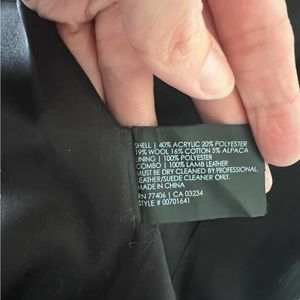 SHELL | 40% ACRYLIC 20% POLYESTER
19% WOOL 16% COTTON 5% ALPACA
LINING | 100% POLYESTER
COMBO | 100% LAMB LEATHER
MUST BE DRY CLEANED BY PROFESSIONAL
LEATHER/SUEDE CLEANER ONLY.
MADE IN CHINA
RN 77406 | CA 03234
STYLE # 00701641